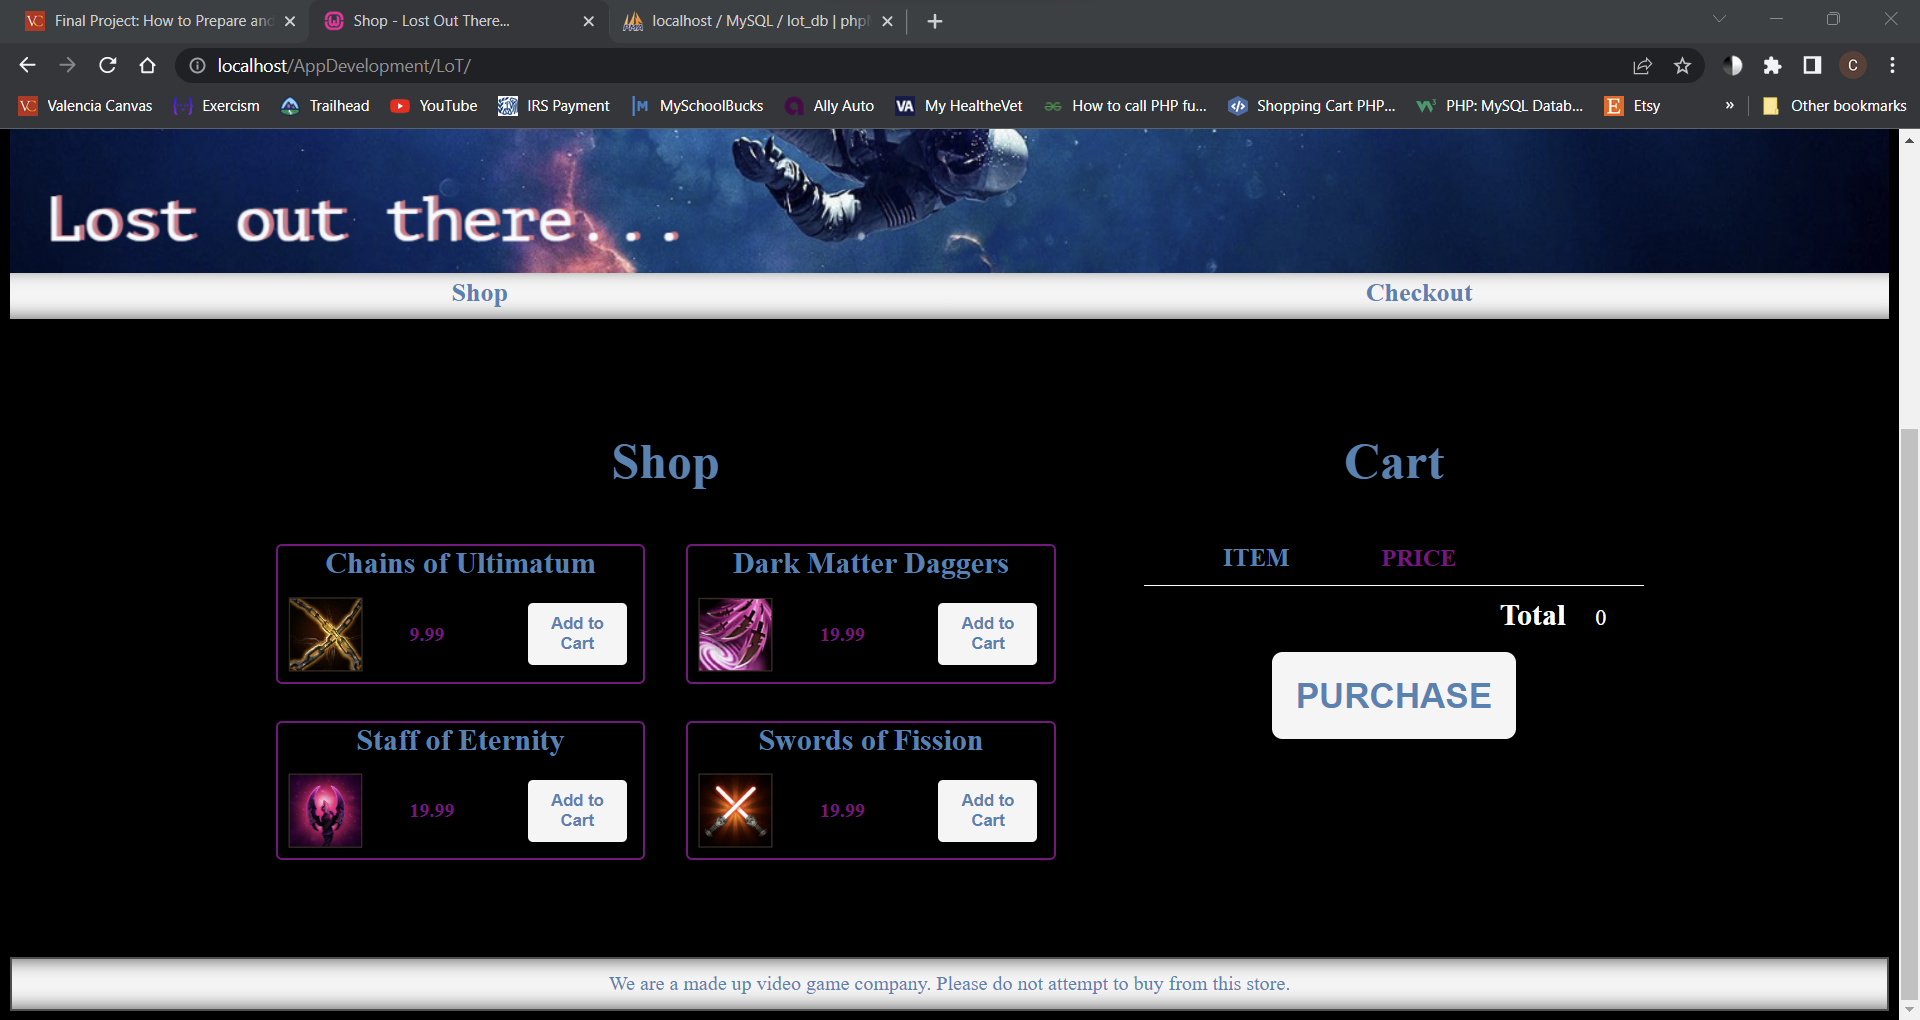 Final Project: How to Prepare and
Shop - Lost Out There...
localhost / MySQL / lot_db | php
localhost/AppDevelopment/LoT/
C
Valencia Canvas
Exercism
Trailhead
YouTube
IRS Payment
MySchoolBucks
Ally Auto
My HealtheVet
How to call PHP fu...
Shopping Cart PHP...
PHP: MySQL Datab...
Etsy
»
Other bookmarks
Lost out there...
Shop
Checkout
Shop
Cart
Chains of Ultimatum
9.99
Add to
Cart
Dark Matter Daggers
19.99
Add to
Cart
Staff of Eternity
19.99
Add to
Cart
Swords of Fission
19.99
Add to
Cart
ITEM PRICE
Total 0
PURCHASE
We are a made up video game company. Please do not attempt to buy from this store.